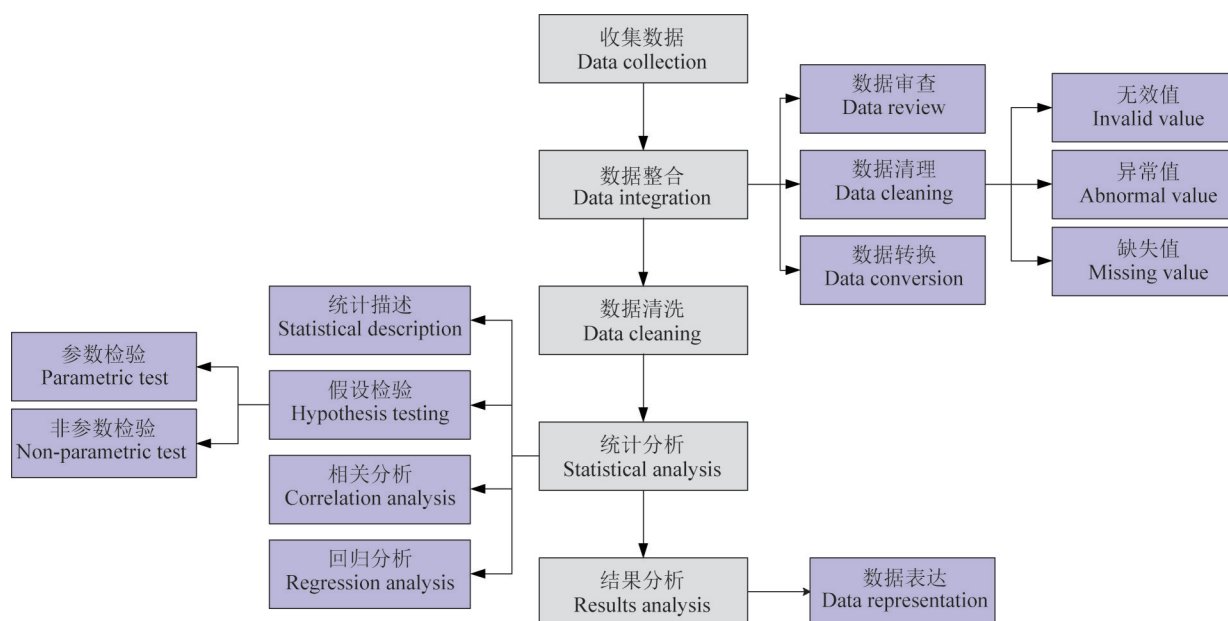 收集数据
Data collection
数据审查
Data review
无效值
Invalid value
数据整合
Data integration
数据清理
Data cleaning
异常值
Abnormal value
数据转换
Data conversion
缺失值
Missing value
数据清洗
Data cleaning
统计描述
Statistical description
参数检验
Parametric test
假设检验
Hypothesis testing
非参数检验
Non-parametric test
统计分析
Statistical analysis
相关分析
Correlation analysis
回归分析
Regression analysis
结果分析
Results analysis
数据表达
Data representation